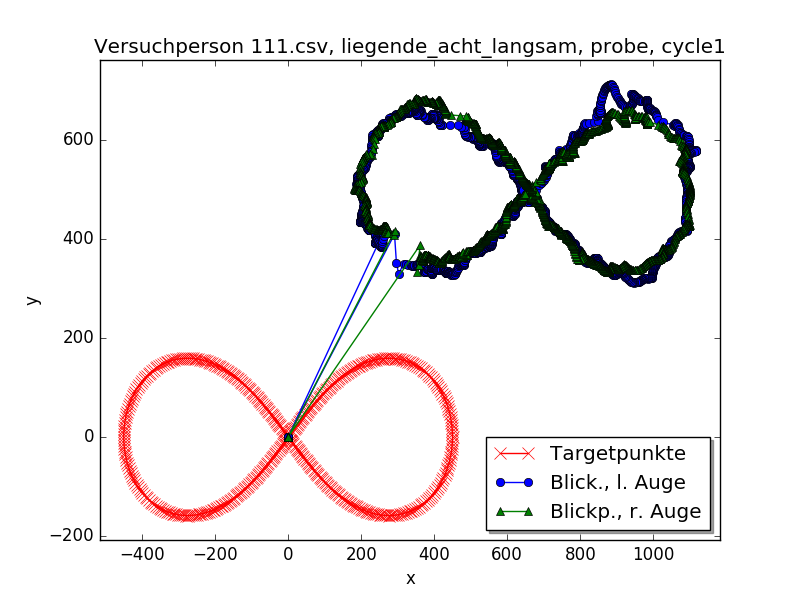 Versuchperson 111.csv, liegende_acht_langsam, probe, cycle1
y
600
400
200
0
−200
Targetpunkte
Blick., l. Auge
Blickp., r. Auge
−400 −200 0 200 400 600 800 1000
x